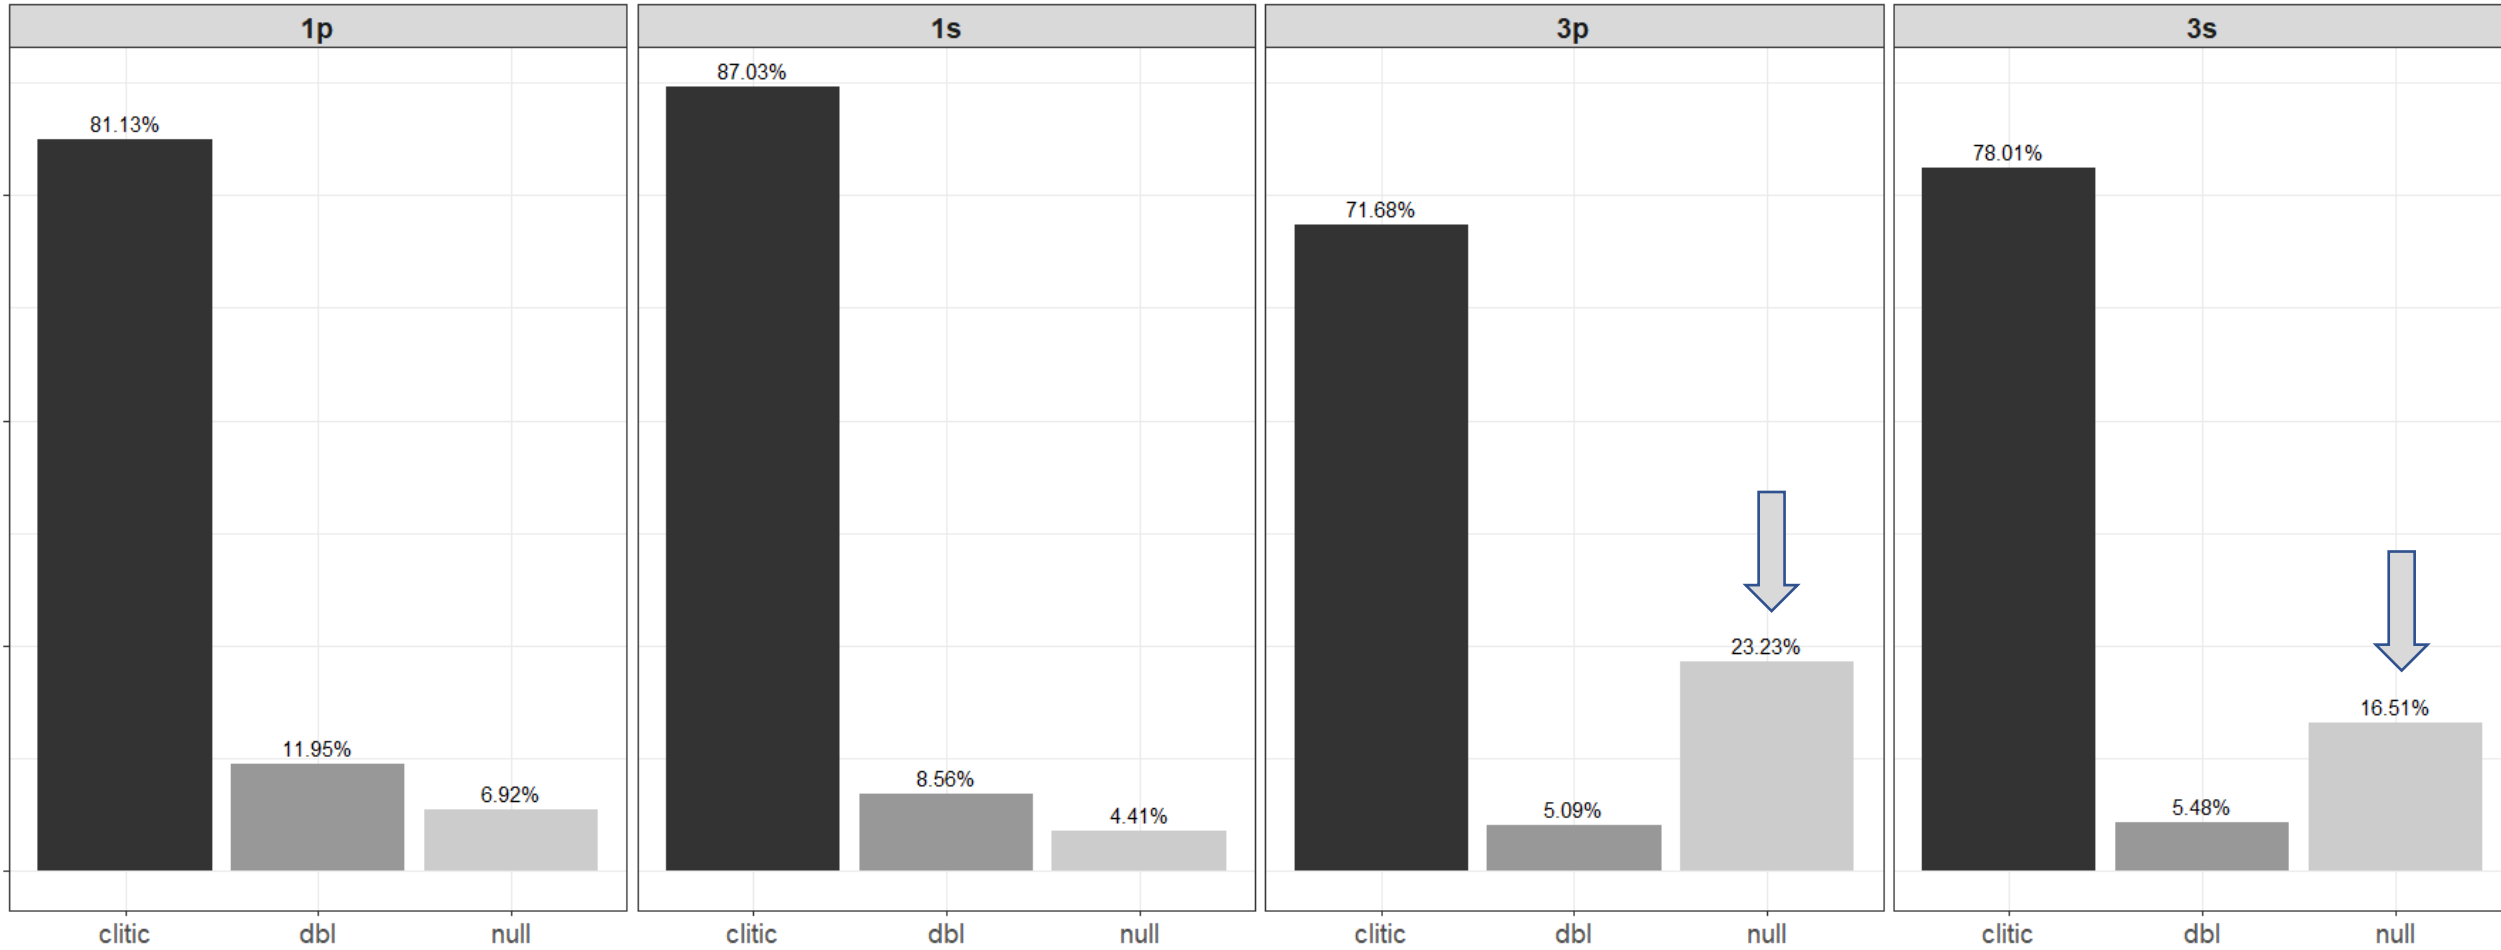 1p
1s
3p
3s
81.13%
11.95%
6.92%
87.03%
8.56%
4.41%
71.68%
5.09%
23.23%
78.01%
5.48%
16.51%
clitic dbl null
clitic dbl null
clitic dbl null
clitic dbl null